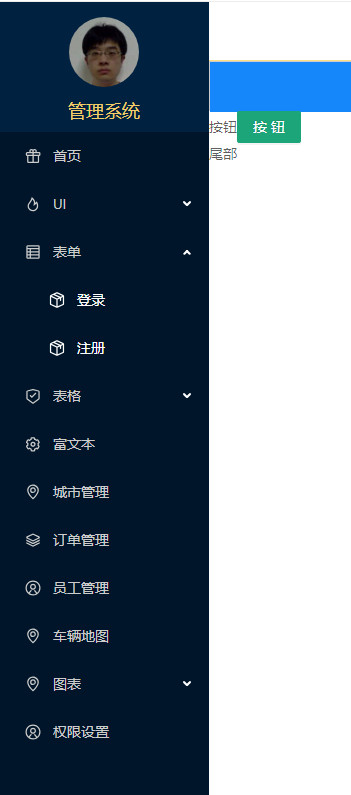 管理系统
首页
UI
表单
登录
注册
表格
富文本
城市管理
订单管理
员工管理
车辆地图
图表
权限设置
按钮 按 钮
尾部